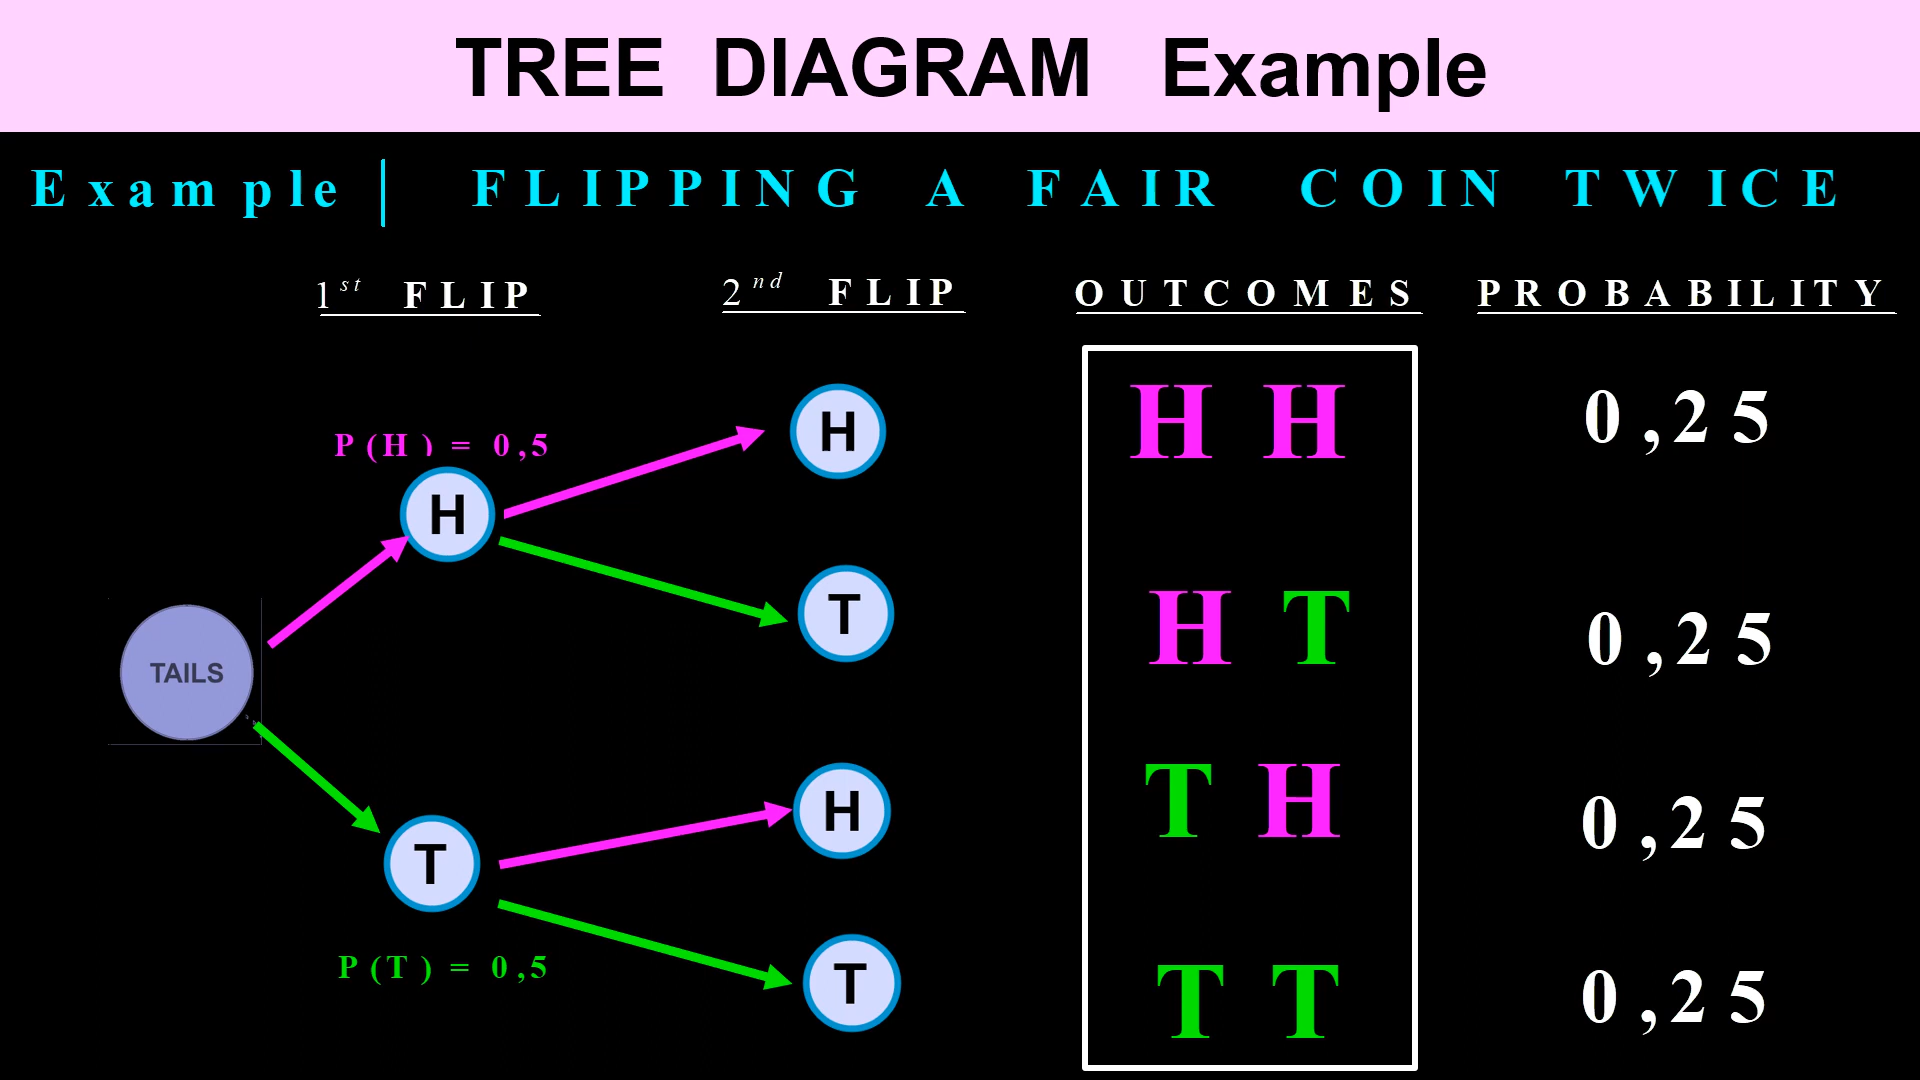 TREE DIAGRAM Example
Example | FLIPPING A FAIR COIN TWICE
1st FLIP 2nd FLIP OUTCOMES PROBABILITY
H H H 0,25
P(H) = 0,5
H
T H T 0,25
TAILS
H T H 0,25
T
P(T) = 0,5
T T T 0,25